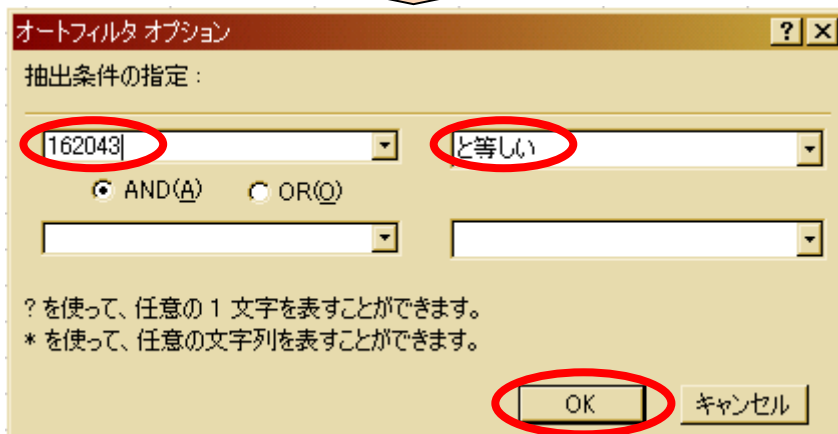 オートフィルタ オプション ? ×
抽出条件の指定：
162043 と等しい
AND(A) OR(O)
? を使って、任意の 1 文字を表すことができます。
* を使って、任意の文字列を表すことができます。
OK キャンセル